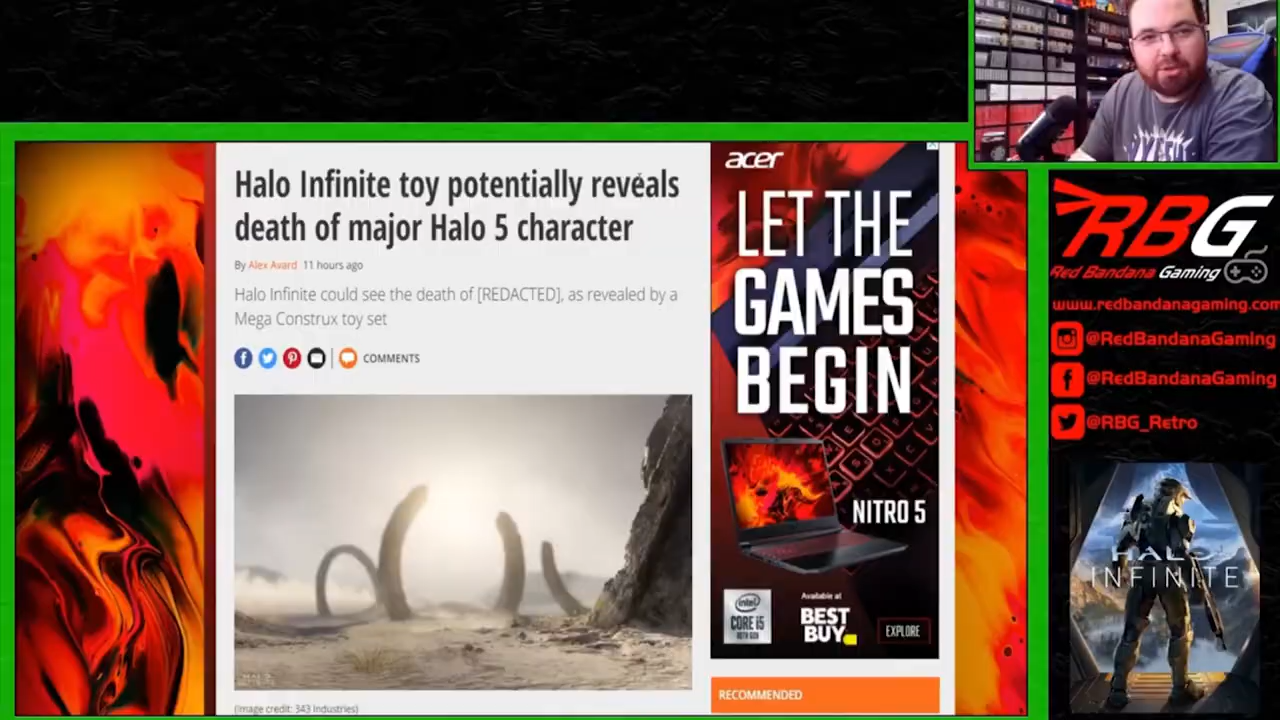 Halo Infinite toy potentially reveals
death of major Halo 5 character
By Alex Avard 11 hours ago
Halo Infinite could see the death of [REDACTED], as revealed by a
Mega Construx toy set
COMMENTS
(Image credit: 343 Industries)
acer
LET THE
GAMES
BEGIN
NITRO 5
intel
CORE i5
10TH GEN
Available at
BEST
BUY
EXPLORE
RECOMMENDED
RBG
Red Bandana Gaming
www.redbandanagaming.com
@RedBandanaGaming
@RedBandanaGaming
@RBG_Retro
HALO
INFINITE